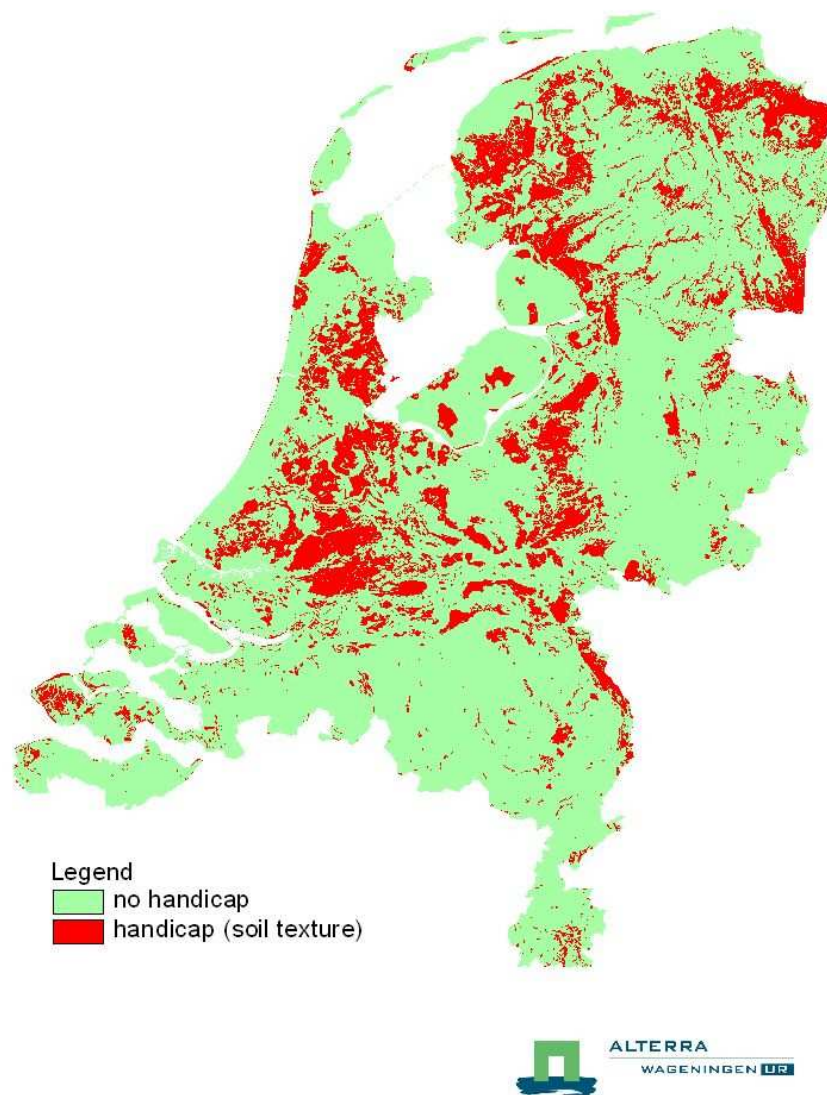 Legend
no handicap
handicap (soil texture)
ALTERRA
WAGENINGEN UR